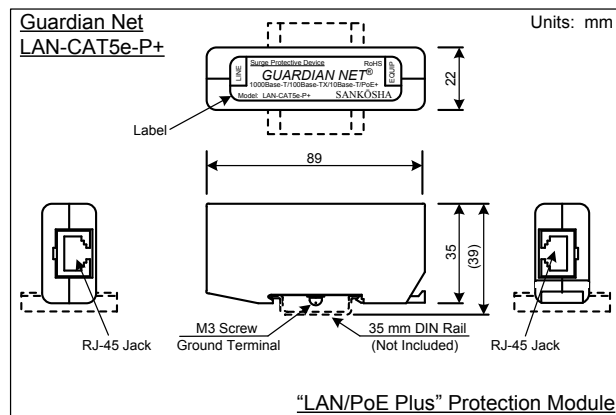 Guardian Net
LAN-CAT5e-P+
Units: mm
LINE
Surge Protective Device
RoHS
EQUIP
GUARDIAN NET®
1000Base-T/100Base-TX/10Base-T/PoE+
Model: LAN-CAT5e-P+
SANKŌSHA
22
Label
89
35
(39)
RJ-45 Jack
M3 Screw
Ground Terminal
35 mm DIN Rail
(Not Included)
RJ-45 Jack
“LAN/PoE Plus” Protection Module